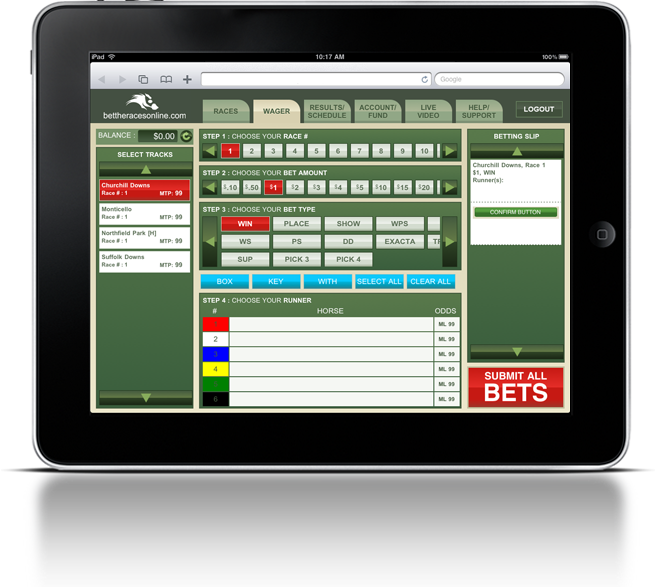 iPad
10:17 AM
100%
Google
bettheracesonline.com
RACES
WAGER
RESULTS/
SCHEDULE
ACCOUNT/
FUND
LIVE
VIDEO
HELP/
SUPPORT
LOGOUT
BALANCE : $0.00
SELECT TRACKS
Churchill Downs
Race # : 1 MTP: 99
Monticello
Race # : 1 MTP: 99
Northfield Park [H]
Race # : 1 MTP: 99
Suffolk Downs
Race # : 1 MTP: 99
STEP 1 : CHOOSE YOUR RACE #
1 2 3 4 5 6 7 8 9 10
STEP 2 : CHOOSE YOUR BET AMOUNT
$.10 $.50 $1 $2 $3 $4 $5 $10 $15 $20
STEP 3 : CHOOSE YOUR BET TYPE
WIN PLACE SHOW WPS
WS PS DD EXACTA
SUP PICK 3 PICK 4
BOX KEY WITH SELECT ALL CLEAR ALL
STEP 4 : CHOOSE YOUR RUNNER
# HORSE ODDS
ML 99
2 ML 99
3 ML 99
4 ML 99
ML 99
6 ML 99
BETTING SLIP
Churchill Downs, Race 1
$1, WIN
Runner(s):
CONFIRM BUTTON
SUBMIT ALL
BETS